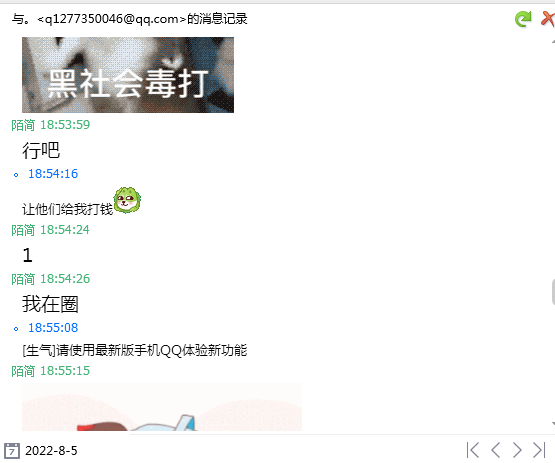 与。<q1277350046@qq.com>的消息记录
黑社会毒打
陌简 18:53:59
行吧
。 18:54:16
让他们给我打钱
陌简 18:54:24
1
陌简 18:54:26
我在圈
。 18:55:08
[生气]请使用最新版手机QQ体验新功能
陌简 18:55:15
7
2022-8-5